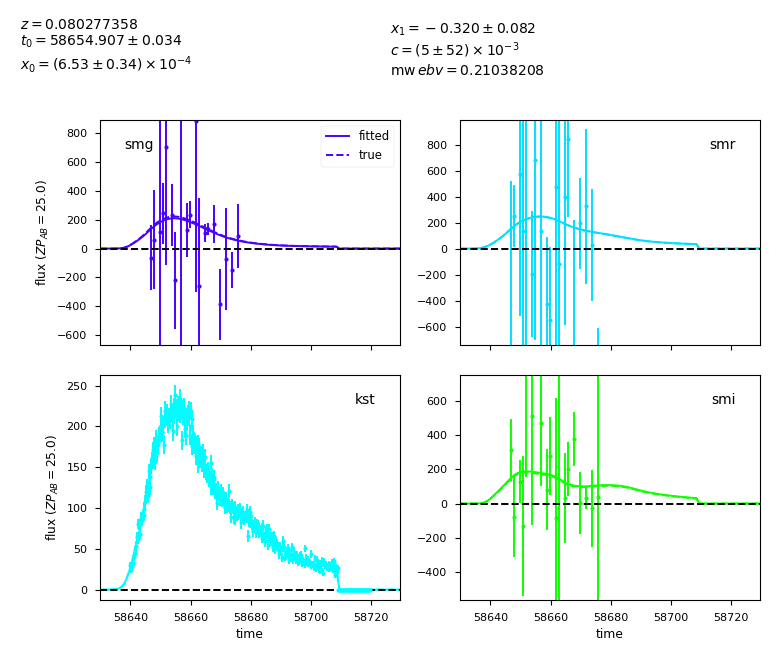 z = 0.080277358
t₀ = 58654.907 ± 0.034
x₀ = (6.53 ± 0.34) × 10⁻⁴
x₁ = −0.320 ± 0.082
c = (5 ± 52) × 10⁻³
mw ebv = 0.21038208
smg
fitted
true
800
600
400
200
0
−200
−400
−600
flux (ZP_AB = 25.0)
smr
800
600
400
200
0
−200
−400
−600
kst
250
200
150
100
50
0
flux (ZP_AB = 25.0)
58640 58660 58680 58700 58720
time
smi
600
400
200
0
−200
−400
58640 58660 58680 58700 58720
time